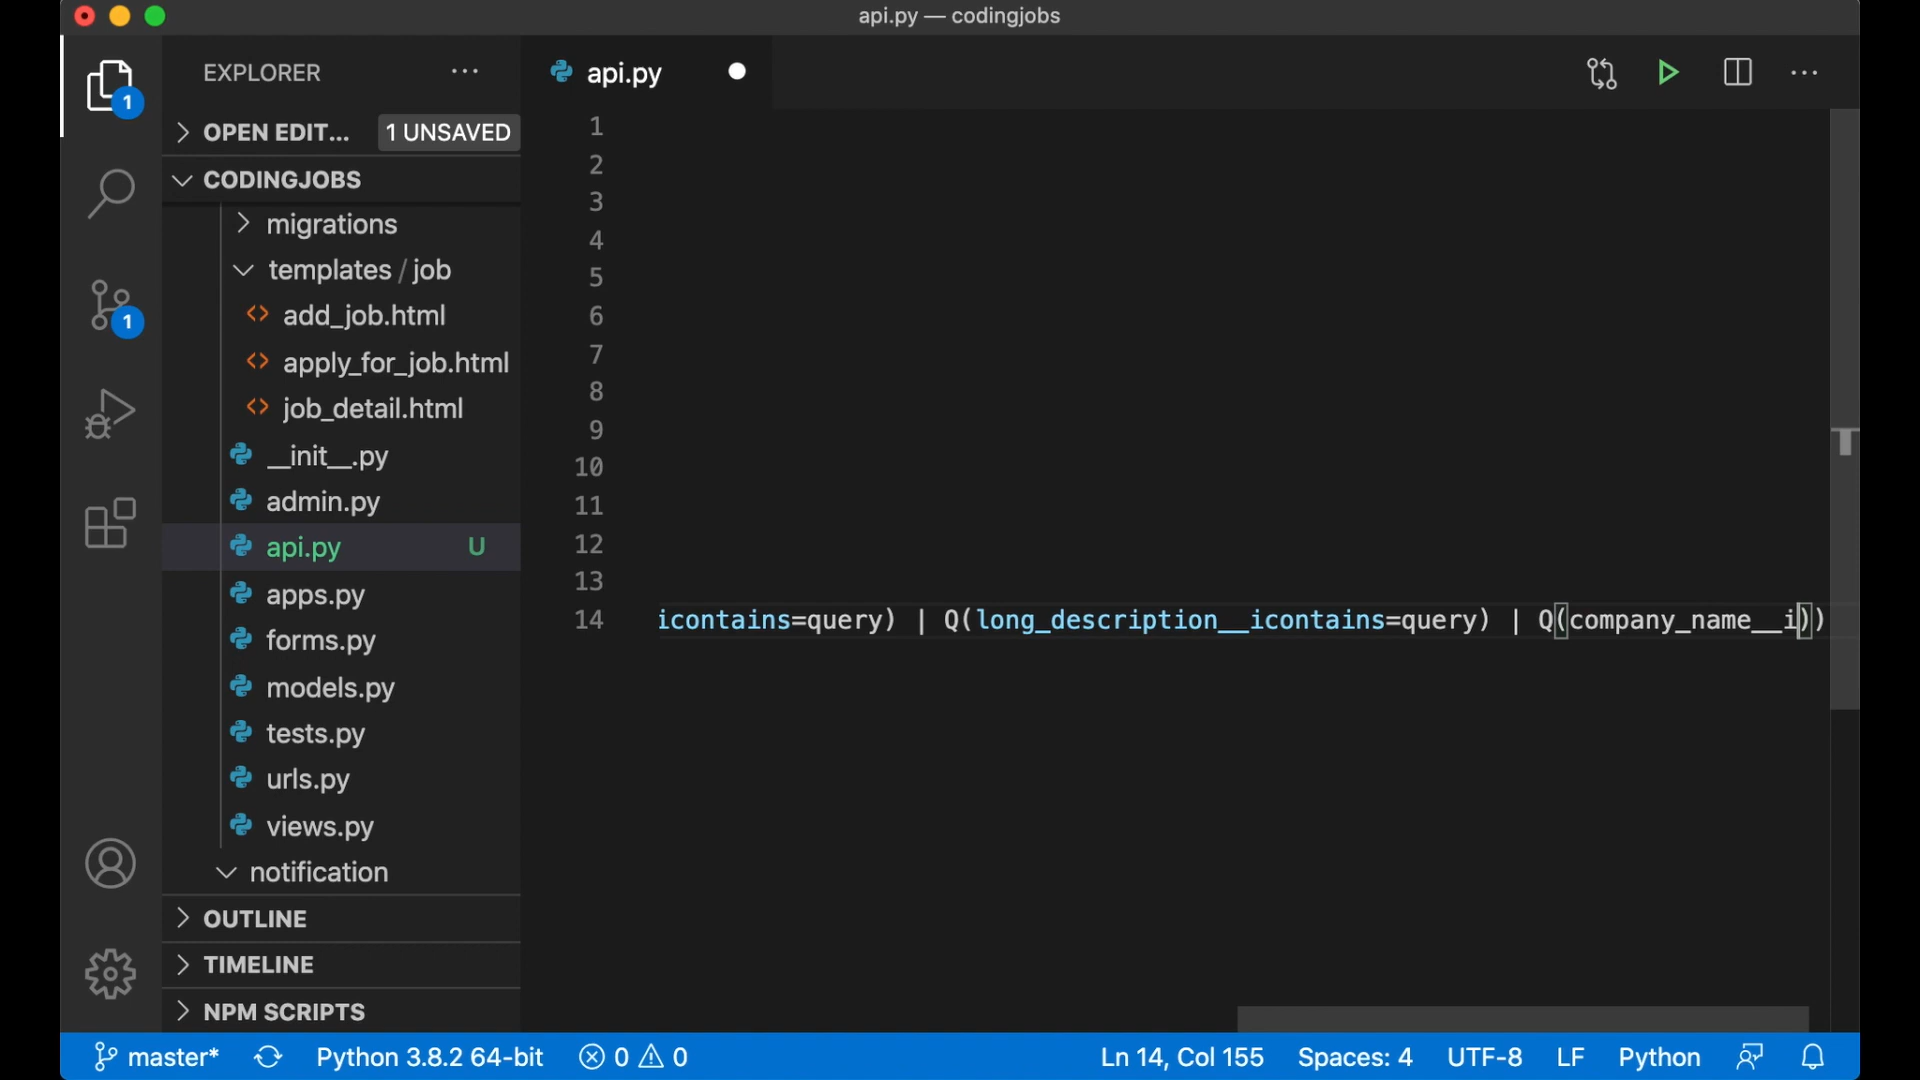 api.py — codingjobs
EXPLORER
OPEN EDIT... 1 UNSAVED
CODINGJOBS
migrations
templates / job
add_job.html
apply_for_job.html
job_detail.html
__init__.py
admin.py
api.py U
apps.py
forms.py
models.py
tests.py
urls.py
views.py
notification
OUTLINE
TIMELINE
NPM SCRIPTS
1
1
api.py
1
2
3
4
5
6
7
8
9
10
11
12
13
14 icontains=query) | Q(long_description__icontains=query) | Q(company_name__i))
master* Python 3.8.2 64-bit 0 0 Ln 14, Col 155 Spaces: 4 UTF-8 LF Python